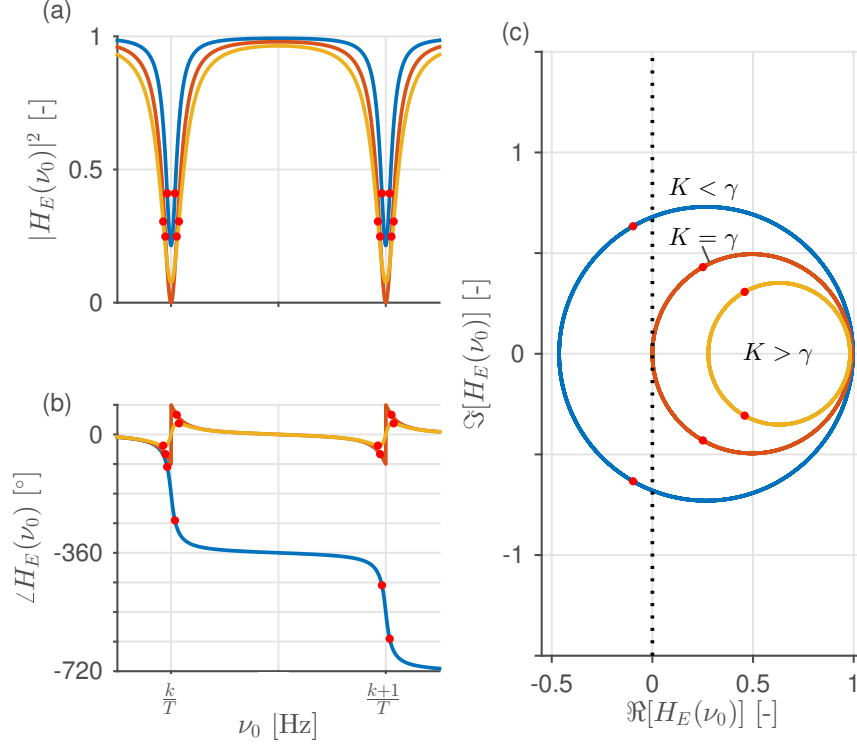 (a)
1
0.5
0
|H_E(ν_0)|^2 [-]
(b)
0
-360
-720
∠H_E(ν_0) [°]
k/T
k+1/T
ν_0 [Hz]
(c)
1
0
-1
ℑ[H_E(ν_0)] [-]
K < γ
K = γ
K > γ
-0.5 0 0.5 1
ℜ[H_E(ν_0)] [-]